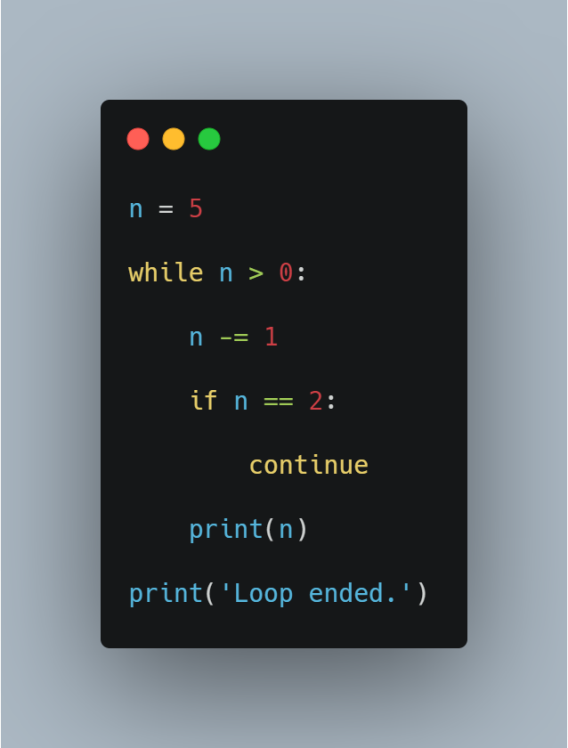 n = 5
while n > 0:
    n -= 1
    if n == 2:
        continue
    print(n)
print('Loop ended.')